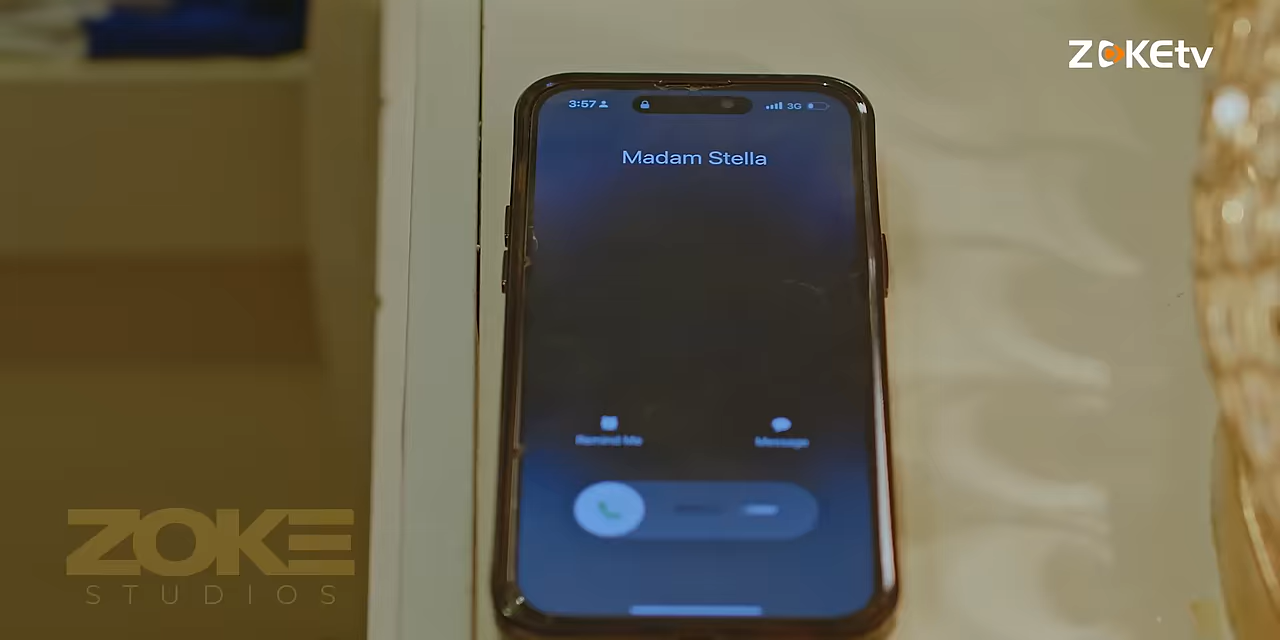 ZOKEtv
3:57
3G
Madam Stella
Remind Me
Message
ZOKE
STUDIOS